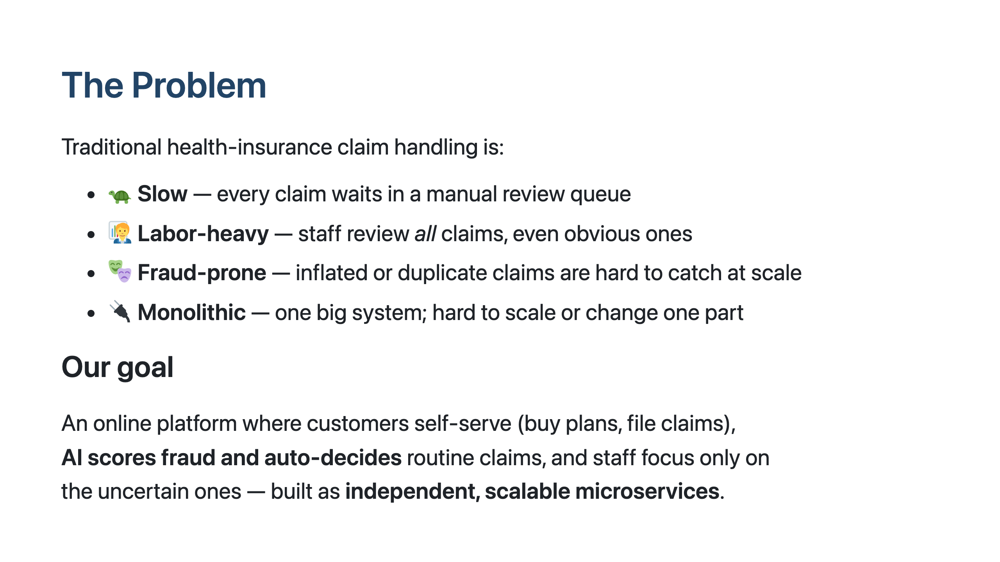 The Problem
Traditional health-insurance claim handling is:
• 🐢 Slow — every claim waits in a manual review queue
• 🧑‍💼 Labor-heavy — staff review all claims, even obvious ones
• 🎭 Fraud-prone — inflated or duplicate claims are hard to catch at scale
• 🔌 Monolithic — one big system; hard to scale or change one part
Our goal
An online platform where customers self-serve (buy plans, file claims),
AI scores fraud and auto-decides routine claims, and staff focus only on
the uncertain ones — built as independent, scalable microservices.